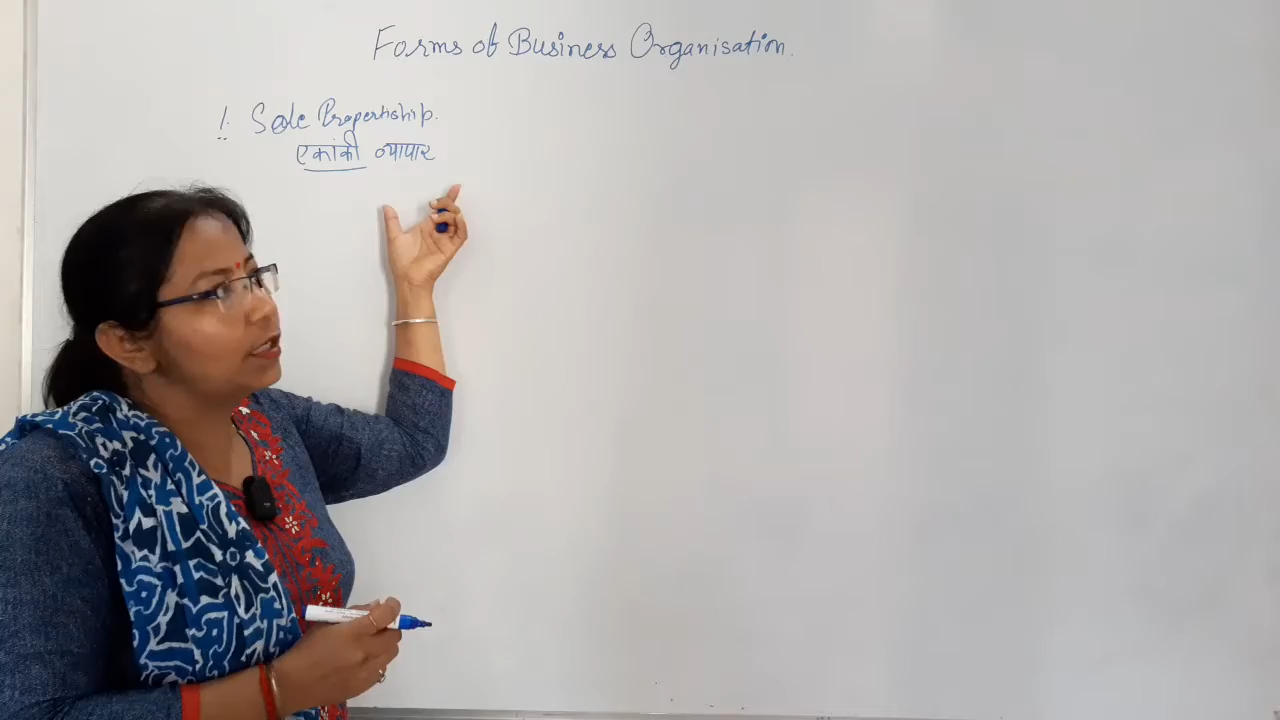 Forms of Business Organisation.
1. Sole Propertiship.
एकांकी व्यापार